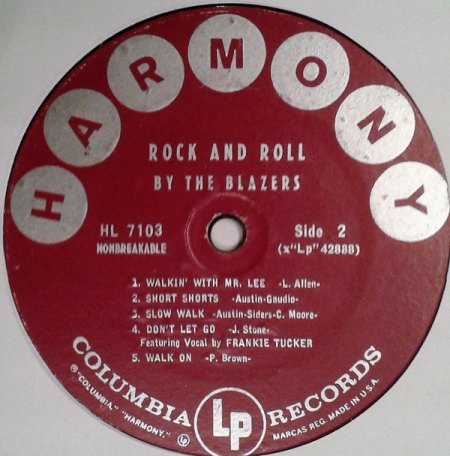 HARMONY
ROCK AND ROLL
BY THE BLAZERS
HL 7103
NONBREAKABLE
Side 2
(x"Lp" 42888)
1. WALKIN' WITH MR. LEE -L. Allen-
2. SHORT SHORTS -Austin-Gaudio-
3. SLOW WALK -Austin-Siders-C. Moore-
4. DON'T LET GO -J. Stone-
Featuring Vocal by FRANKIE TUCKER
5. WALK ON -P. Brown-
COLUMBIA Lp RECORDS
® "COLUMBIA," "HARMONY," Lp MARCAS REG. MADE IN U.S.A.